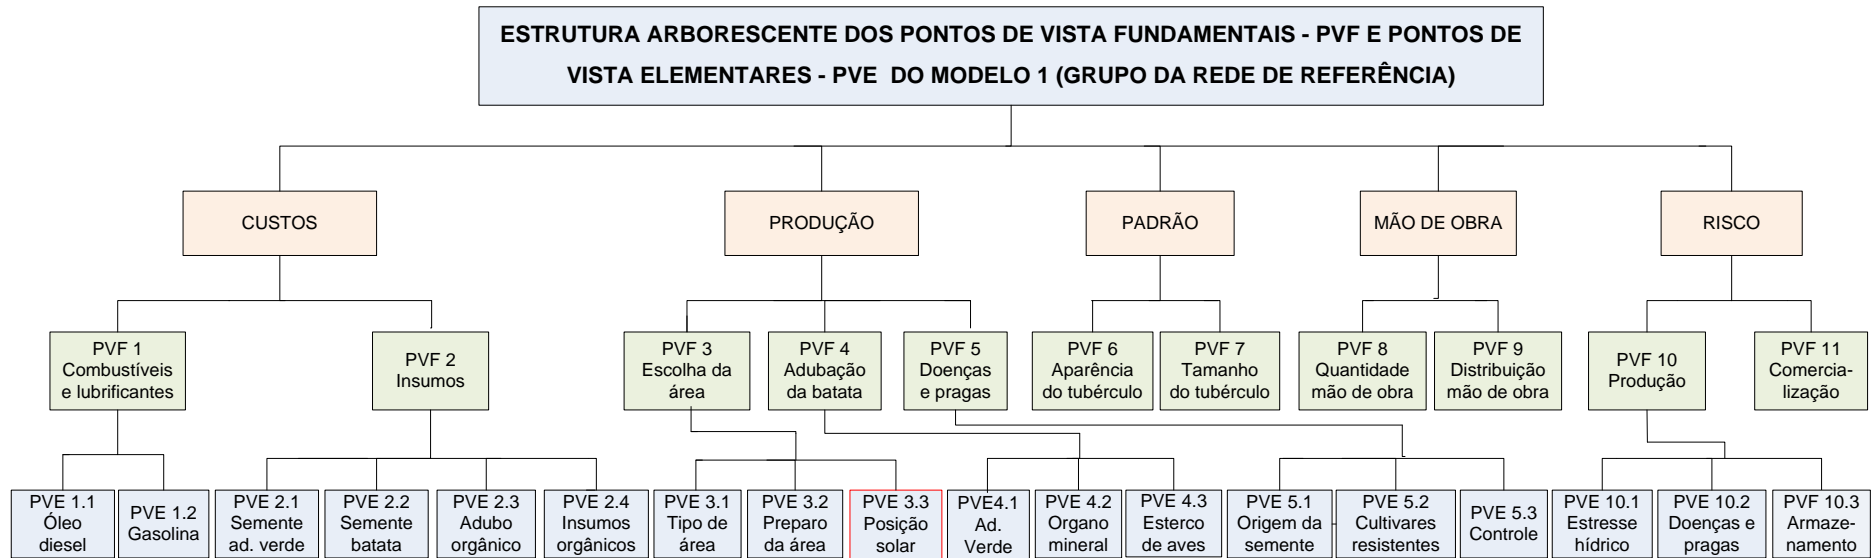 ESTRUTURA ARBORESCENTE DOS PONTOS DE VISTA FUNDAMENTAIS - PVF E PONTOS DE
VISTA ELEMENTARES - PVE DO MODELO 1 (GRUPO DA REDE DE REFERÊNCIA)
CUSTOS
PRODUÇÃO
PADRÃO
MÃO DE OBRA
RISCO
PVF 1
Combustíveis
e lubrificantes
PVF 2
Insumos
PVF 3
Escolha da
área
PVF 4
Adubação
da batata
PVF 5
Doenças
e pragas
PVF 6
Aparência
do tubérculo
PVF 7
Tamanho
do tubérculo
PVF 8
Quantidade
mão de obra
PVF 9
Distribuição
mão de obra
PVF 10
Produção
PVF 11
Comercia-
lização
PVE 1.1
Óleo
diesel
PVE 1.2
Gasolina
PVE 2.1
Semente
ad. verde
PVE 2.2
Semente
batata
PVE 2.3
Adubo
orgânico
PVE 2.4
Insumos
orgânicos
PVE 3.1
Tipo de
área
PVE 3.2
Preparo
da área
PVE 3.3
Posição
solar
PVE4.1
Ad.
Verde
PVE 4.2
Organo
mineral
PVE 4.3
Esterco
de aves
PVE 5.1
Origem da
semente
PVE 5.2
Cultivares
resistentes
PVE 5.3
Controle
PVE 10.1
Estresse
hídrico
PVE 10.2
Doenças e
pragas
PVF 10.3
Armaze-
namento